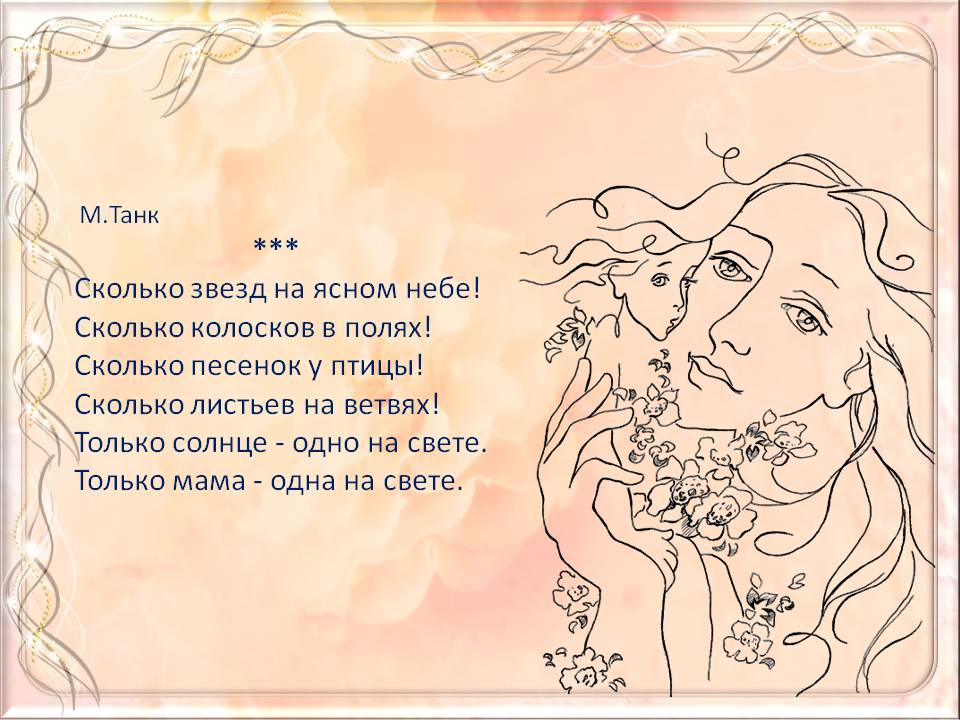 М.Танк
***
Сколько звезд на ясном небе!
Сколько колосков в полях!
Сколько песенок у птицы!
Сколько листьев на ветвях!
Только солнце - одно на свете.
Только мама - одна на свете.